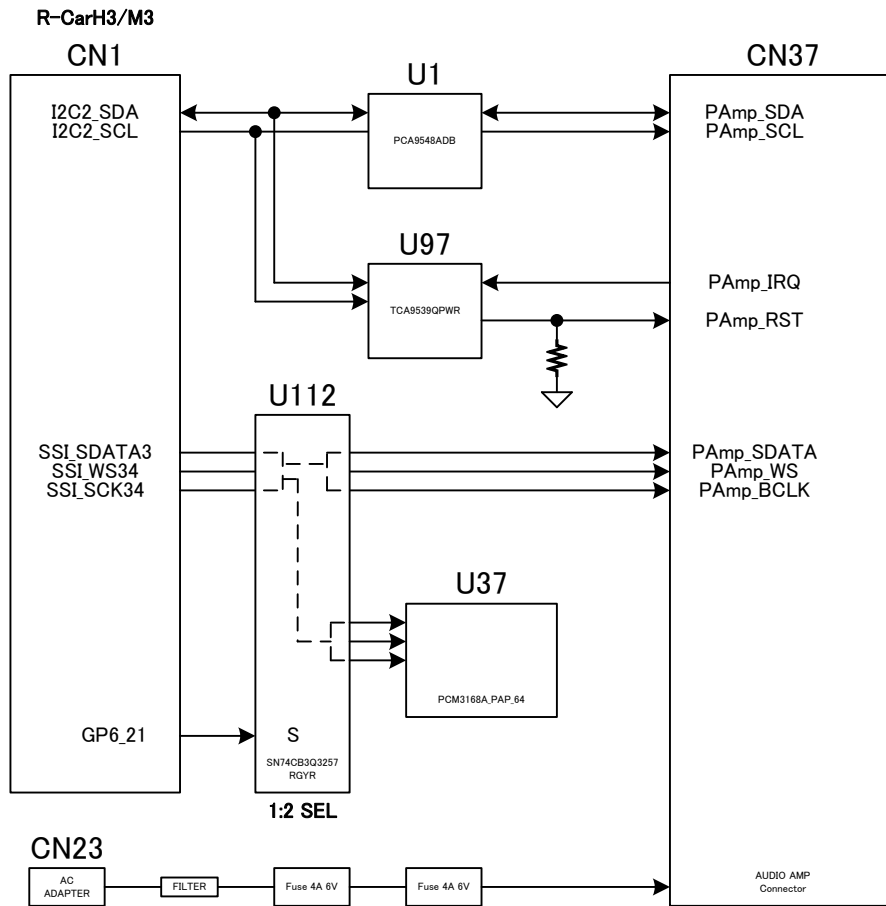 R-CarH3/M3
CN1
CN37
U1
I2C2_SDA
I2C2_SCL
PCA9548ADB
PAmp_SDA
PAmp_SCL
U97
TCA9539QPWR
PAmp_IRQ
PAmp_RST
U112
SSI_SDATA3
SSI_WS34
SSI_SCK34
PAmp_SDATA
PAmp_WS
PAmp_BCLK
U37
PCM3168A_PAP_64
GP6_21
S
SN74CB3Q3257
RGYR
1:2 SEL
CN23
AC
ADAPTER
FILTER
Fuse 4A 6V
Fuse 4A 6V
AUDIO AMP
Connector